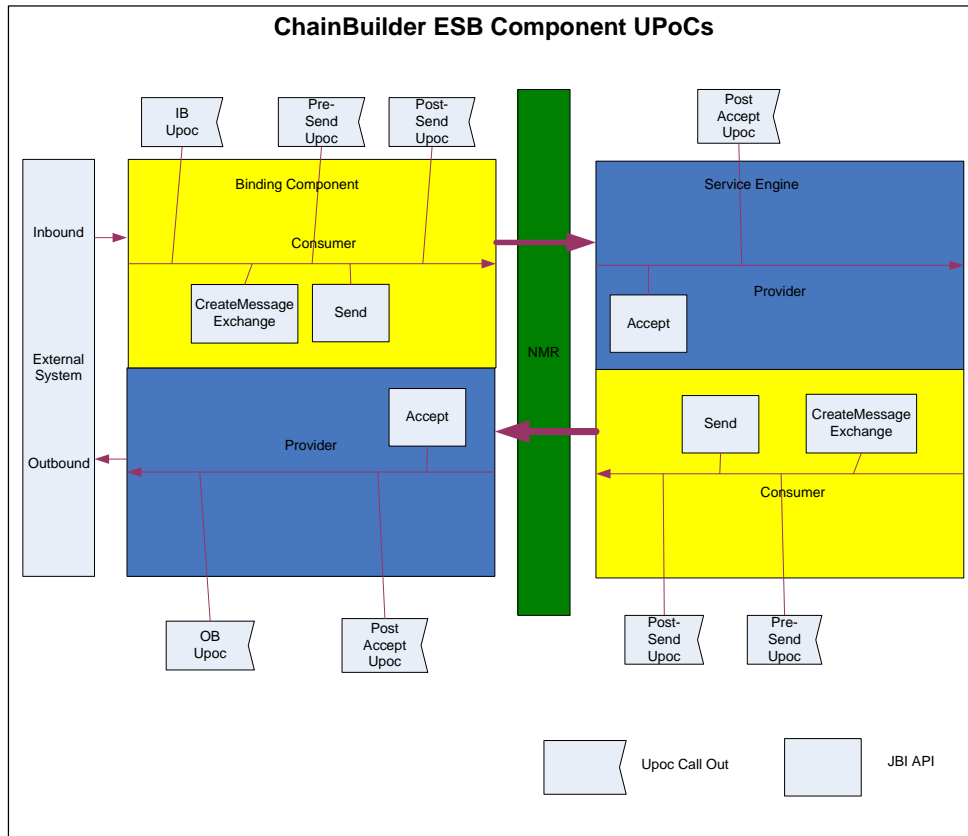 ChainBuilder ESB Component UPoCs
IB
Upoc
Pre-
Send
Upoc
Post-
Send
Upoc
Post
Accept
Upoc
Binding Component
Service Engine
Inbound
Consumer
CreateMessage
Exchange
Send
Provider
Accept
External
System
NMR
Accept
Send
CreateMessage
Exchange
Provider
Outbound
Consumer
OB
Upoc
Post
Accept
Upoc
Post-
Send
Upoc
Pre-
Send
Upoc
Upoc Call Out
JBI API